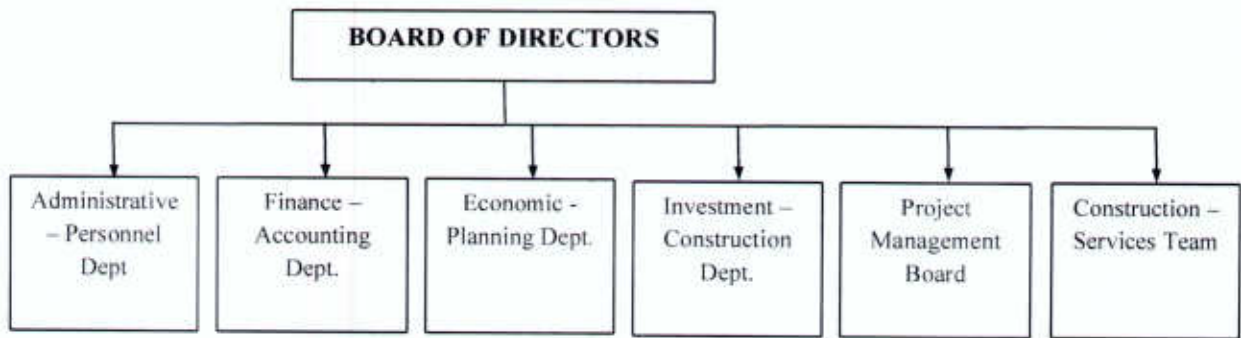 BOARD OF DIRECTORS
Administrative
– Personnel
Dept
Finance –
Accounting
Dept.
Economic -
Planning Dept.
Investment –
Construction
Dept.
Project
Management
Board
Construction –
Services Team